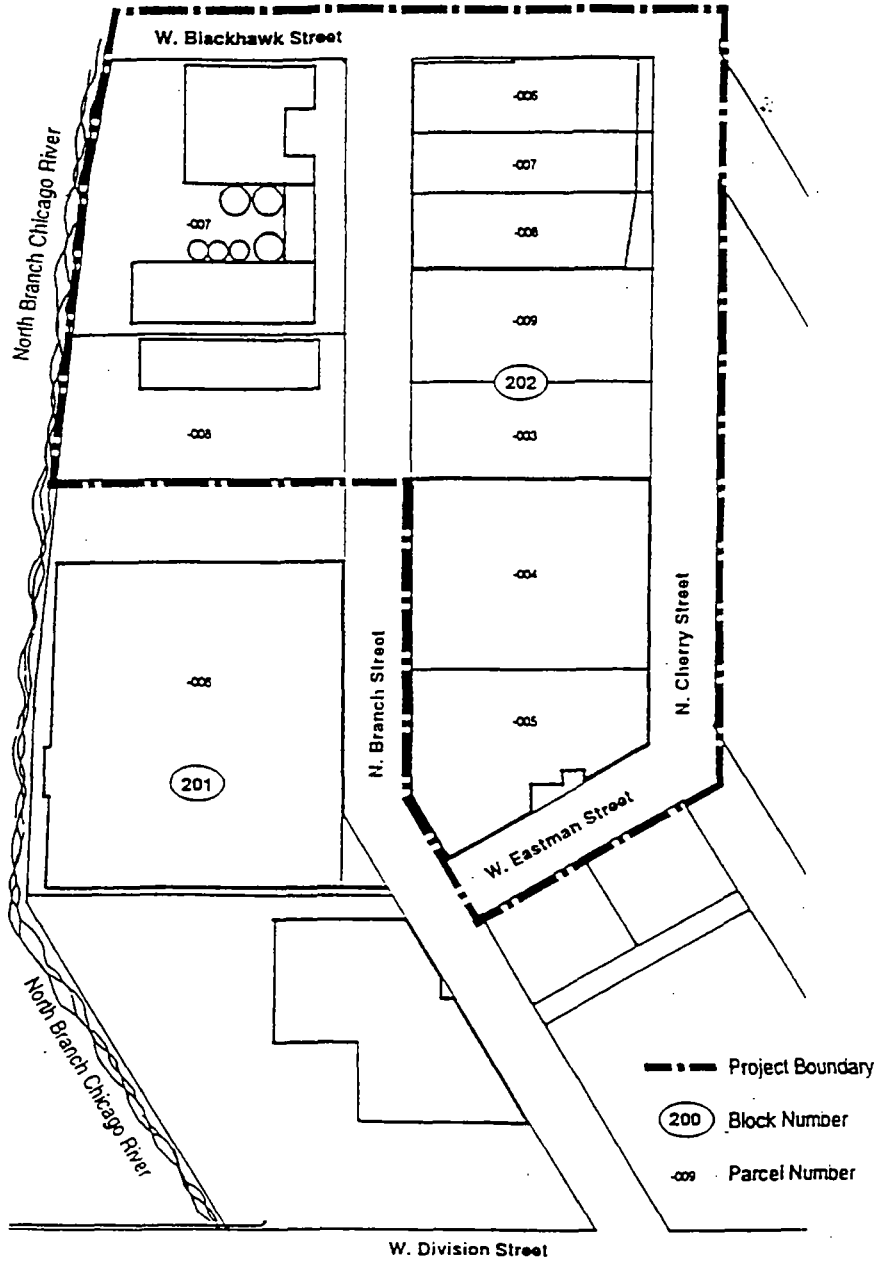 W. Blackhawk Street
North Branch Chicago River
-006
-007
-007
-008
-009
202
-008
-003
-004
N. Cherry Street
N. Branch Street
-006
-005
201
W. Eastman Street
North Branch Chicago River
Project Boundary
200 Block Number
-009 Parcel Number
W. Division Street